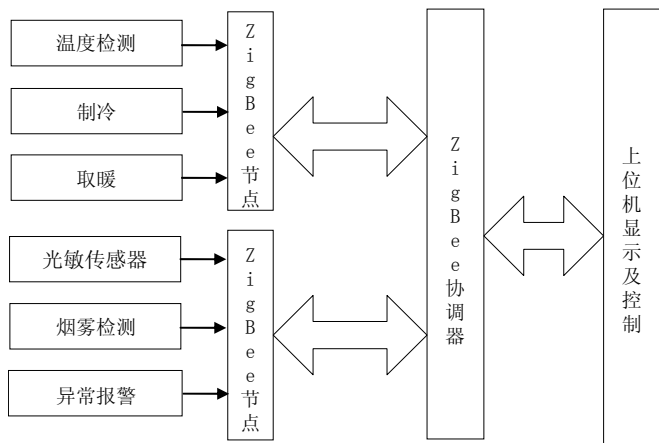 温度检测
制冷
取暖
ZigBee节点
光敏传感器
烟雾检测
异常报警
ZigBee节点
ZigBee协调器
上位机显示及控制